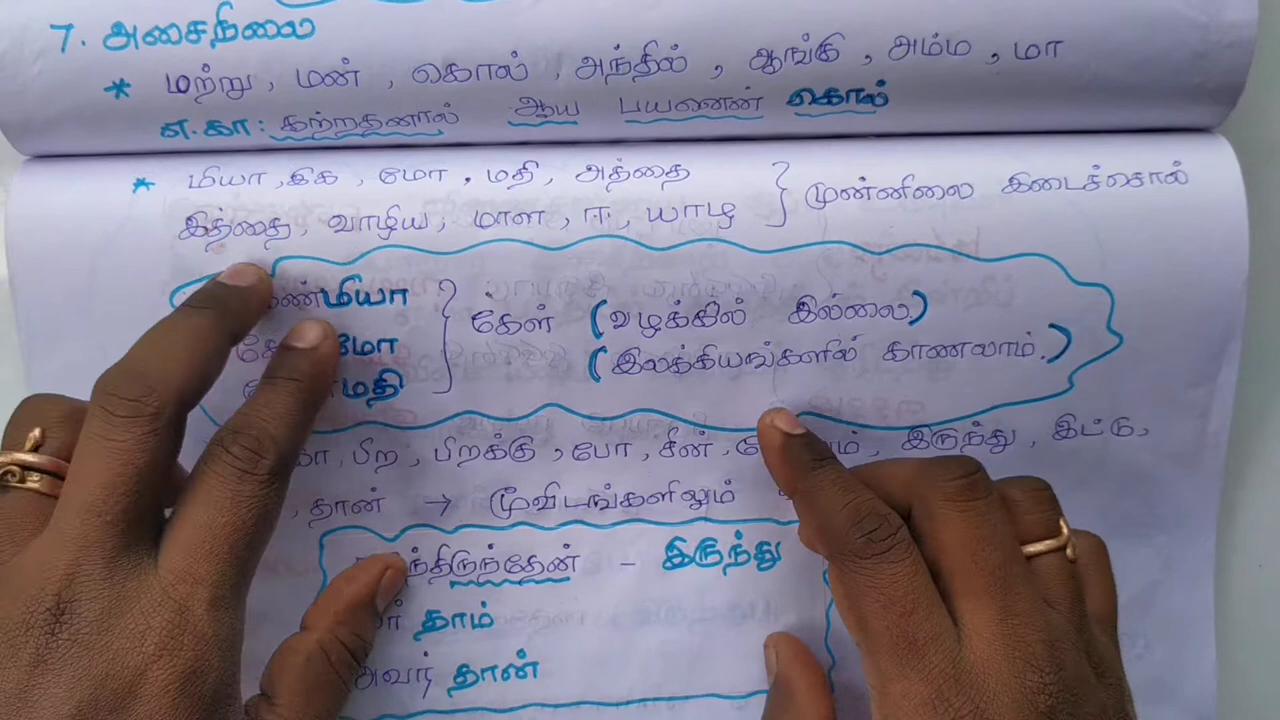 7. அசைநிலை
* மற்று, மன், கொல், அந்தில், ஆங்கு, அம்ம, மா
எ.கா: கற்றதனால் ஆய பயனென் கொல்
* மியா, இக, மோ, மதி, அத்தை } முன்னிலை இடைச்சொல்
இத்தை, வாழிய, மாள, ஈ, யாழ
மியா } கேள் (வழக்கில் இல்லை)
மோ (இலக்கியங்களில் காணலாம்.)
மதி
பிற, பிறக்கு, போ, சின், இருந்து, இட்டு,
, தான் → மூவிடங்களிலும்
- இருந்து
தாம்
அவர் தான்